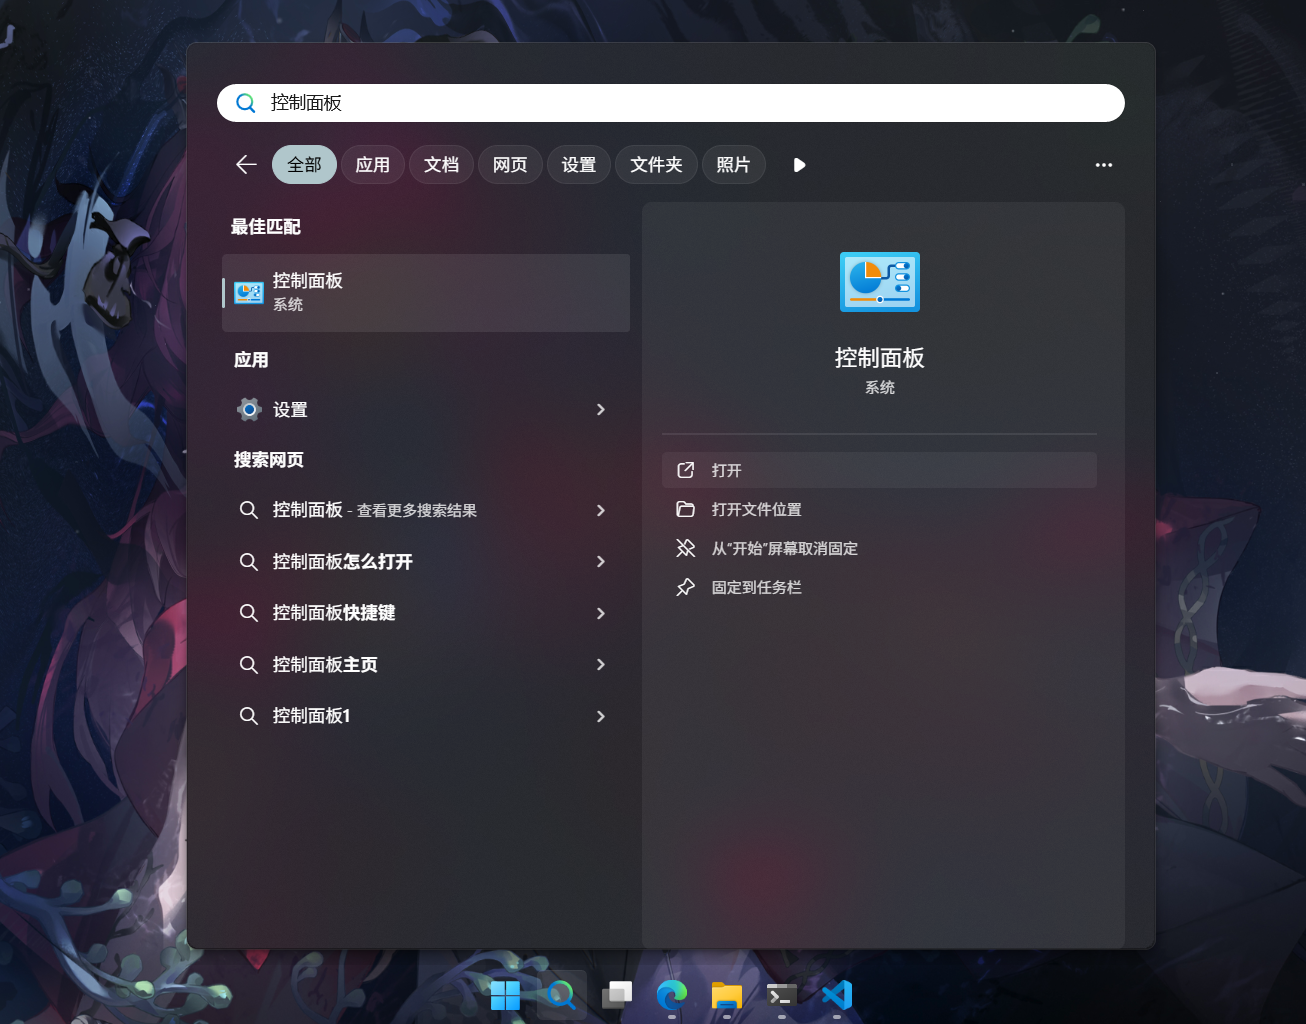 控制面板
全部 应用 文档 网页 设置 文件夹 照片
最佳匹配
控制面板
系统
应用
设置
搜索网页
控制面板 - 查看更多搜索结果
控制面板怎么打开
控制面板快捷键
控制面板主页
控制面板1
控制面板
系统
打开
打开文件位置
从“开始”屏幕取消固定
固定到任务栏